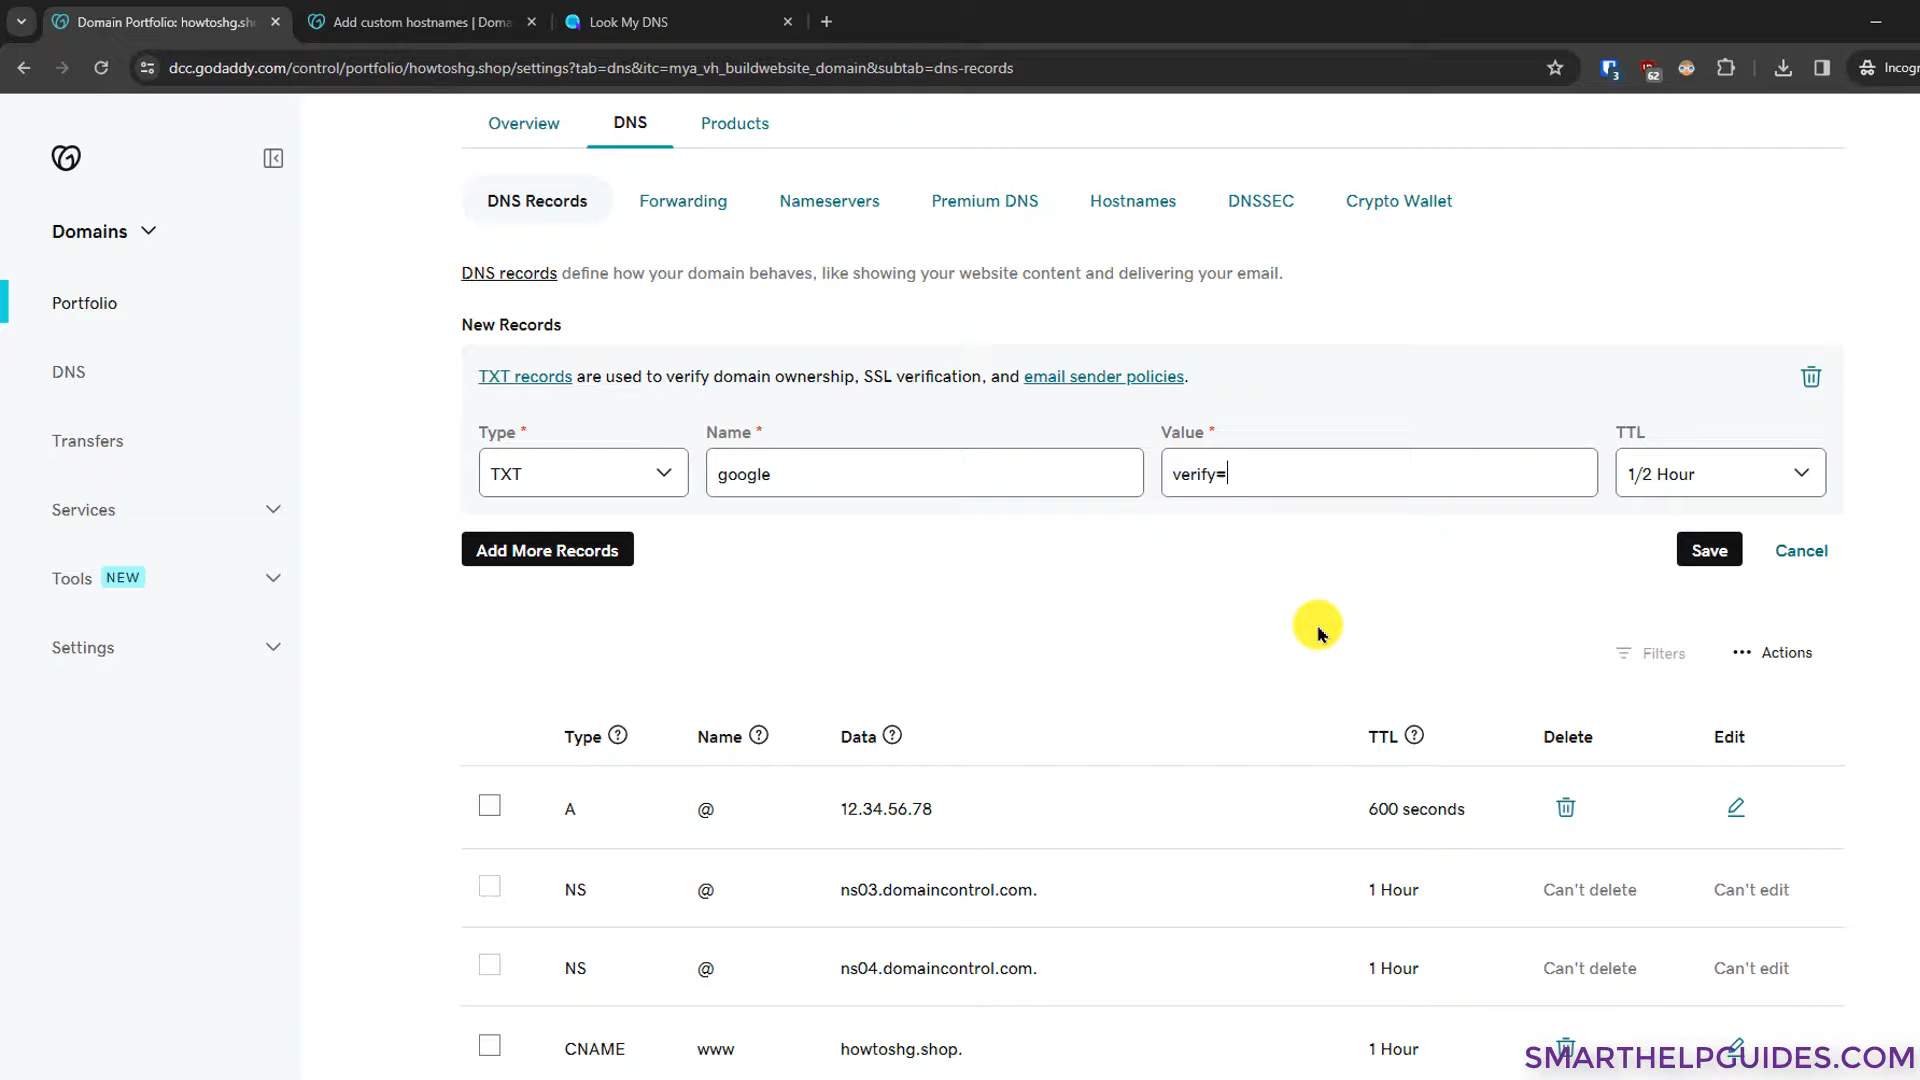 Domain Portfolio: howtoshg.sh
Add custom hostnames | Doma
Look My DNS
dcc.godaddy.com/control/portfolio/howtoshg.shop/settings?tab=dns&itc=mya_vh_buildwebsite_domain&subtab=dns-records
3
62
Incog
Overview
DNS
Products
DNS Records
Forwarding
Nameservers
Premium DNS
Hostnames
DNSSEC
Crypto Wallet
Domains
Portfolio
DNS
Transfers
Services
Tools NEW
Settings
DNS records define how your domain behaves, like showing your website content and delivering your email.
New Records
TXT records are used to verify domain ownership, SSL verification, and email sender policies.
Type * Name * Value * TTL
TXT google verify= 1/2 Hour
Add More Records Save Cancel
Filters ••• Actions
Type ? Name ? Data ? TTL ? Delete Edit
A @ 12.34.56.78 600 seconds
NS @ ns03.domaincontrol.com. 1 Hour Can't delete Can't edit
NS @ ns04.domaincontrol.com. 1 Hour Can't delete Can't edit
CNAME www howtoshg.shop. 1 Hour
SMARTHELPGUIDES.COM